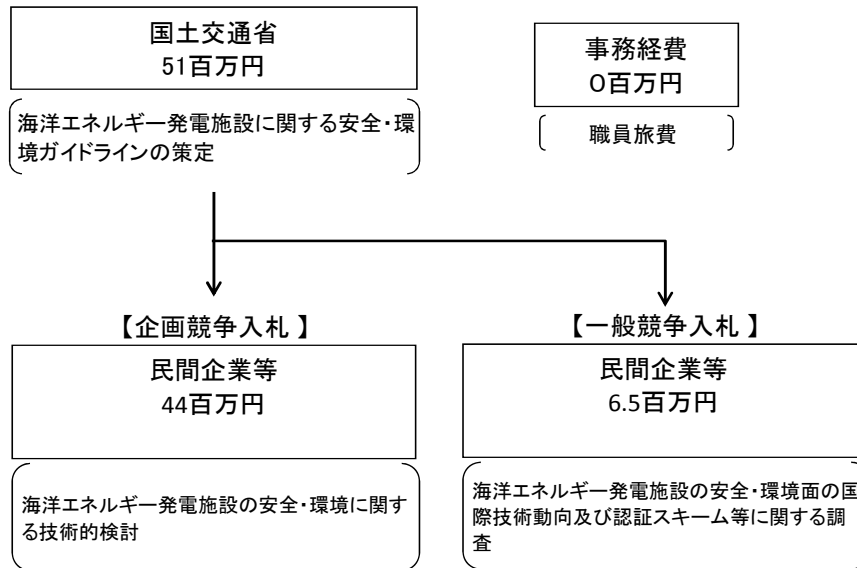 国土交通省
51百万円
海洋エネルギー発電施設に関する安全・環
境ガイドラインの策定
事務経費
0百万円
職員旅費
【企画競争入札 】
民間企業等
44百万円
海洋エネルギー発電施設の安全・環境に関す
る技術的検討
【一般競争入札 】
民間企業等
6.5百万円
海洋エネルギー発電施設の安全・環境面の国
際技術動向及び認証スキーム等に関する調
査